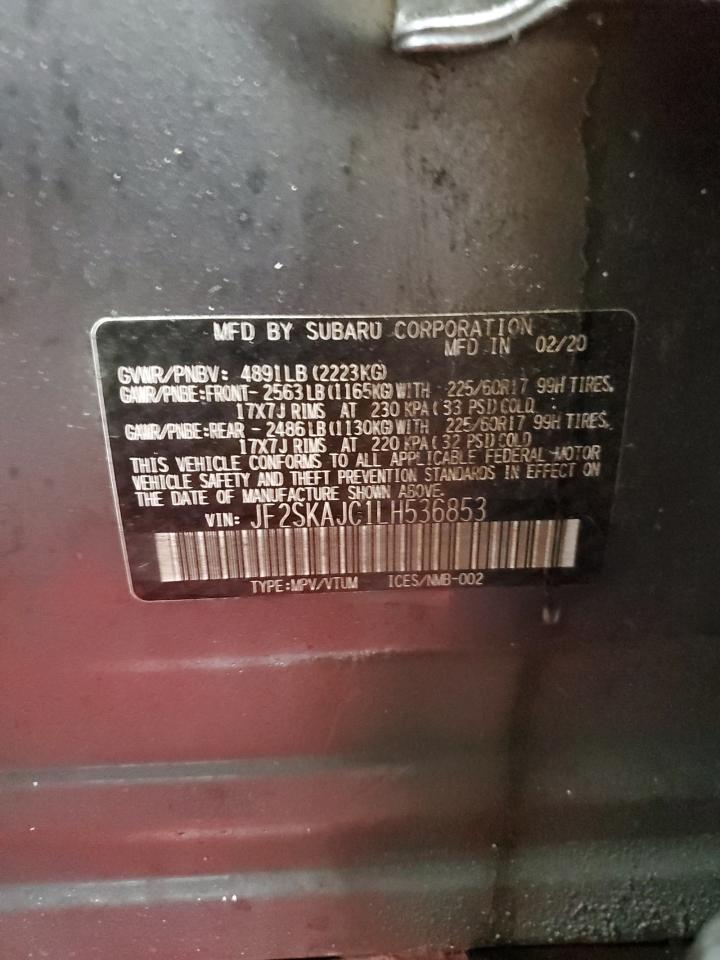 MFD BY SUBARU CORPORATION
MFD IN 02/20
GVWR/PNBV: 4891LB(2223KG)
GAWR/PNBE:FRONT-2563LB(1165KG)WITH 225/60R17 99H TIRES,
17X7J RIMS AT 230 KPA(33 PSI)COLD
GAWR/PNBE:REAR -2486LB(1130KG)WITH 225/60R17 99H TIRES,
17X7J RIMS AT 220 KPA(32 PSI)COLD
THIS VEHICLE CONFORMS TO ALL APPLICABLE FEDERAL MOTOR
VEHICLE SAFETY AND THEFT PREVENTION STANDARDS IN EFFECT ON
THE DATE OF MANUFACTURE SHOWN ABOVE.
VIN: JF2SKAJC1LH536853
TYPE:MPV/VTUM ICES/NMB-002